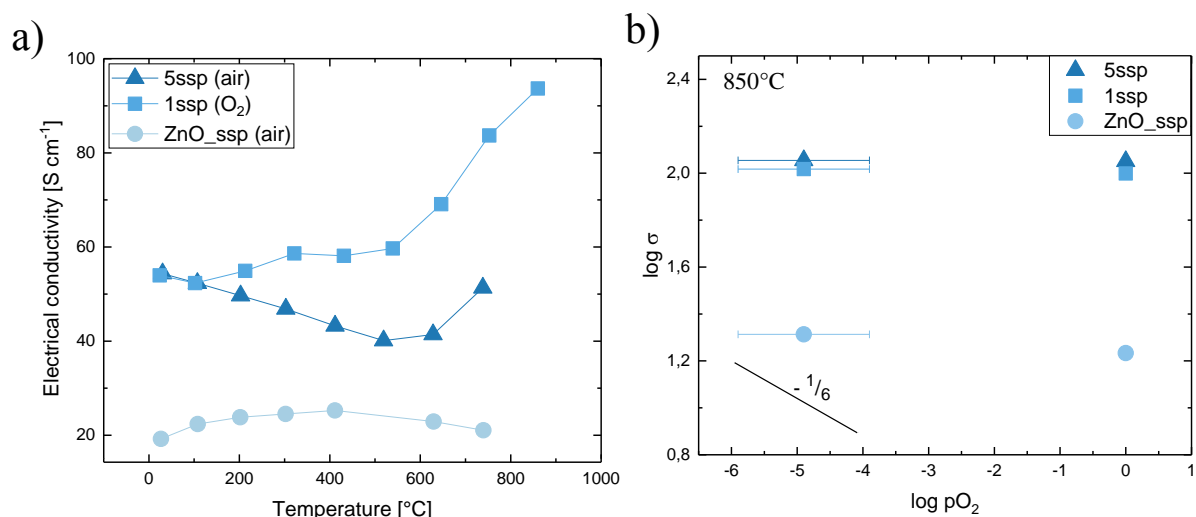 a)
100
80
60
40
20
Electrical conductivity [S cm⁻¹]
5ssp (air)
1ssp (O₂)
ZnO_ssp (air)
0
200
400
600
800
1000
Temperature [°C]
b)
2,4
2,0
1,6
1,2
0,8
log σ
850°C
5ssp
1ssp
ZnO_ssp
- ¹/₆
-6
-5
-4
-3
-2
-1
0
1
log pO₂